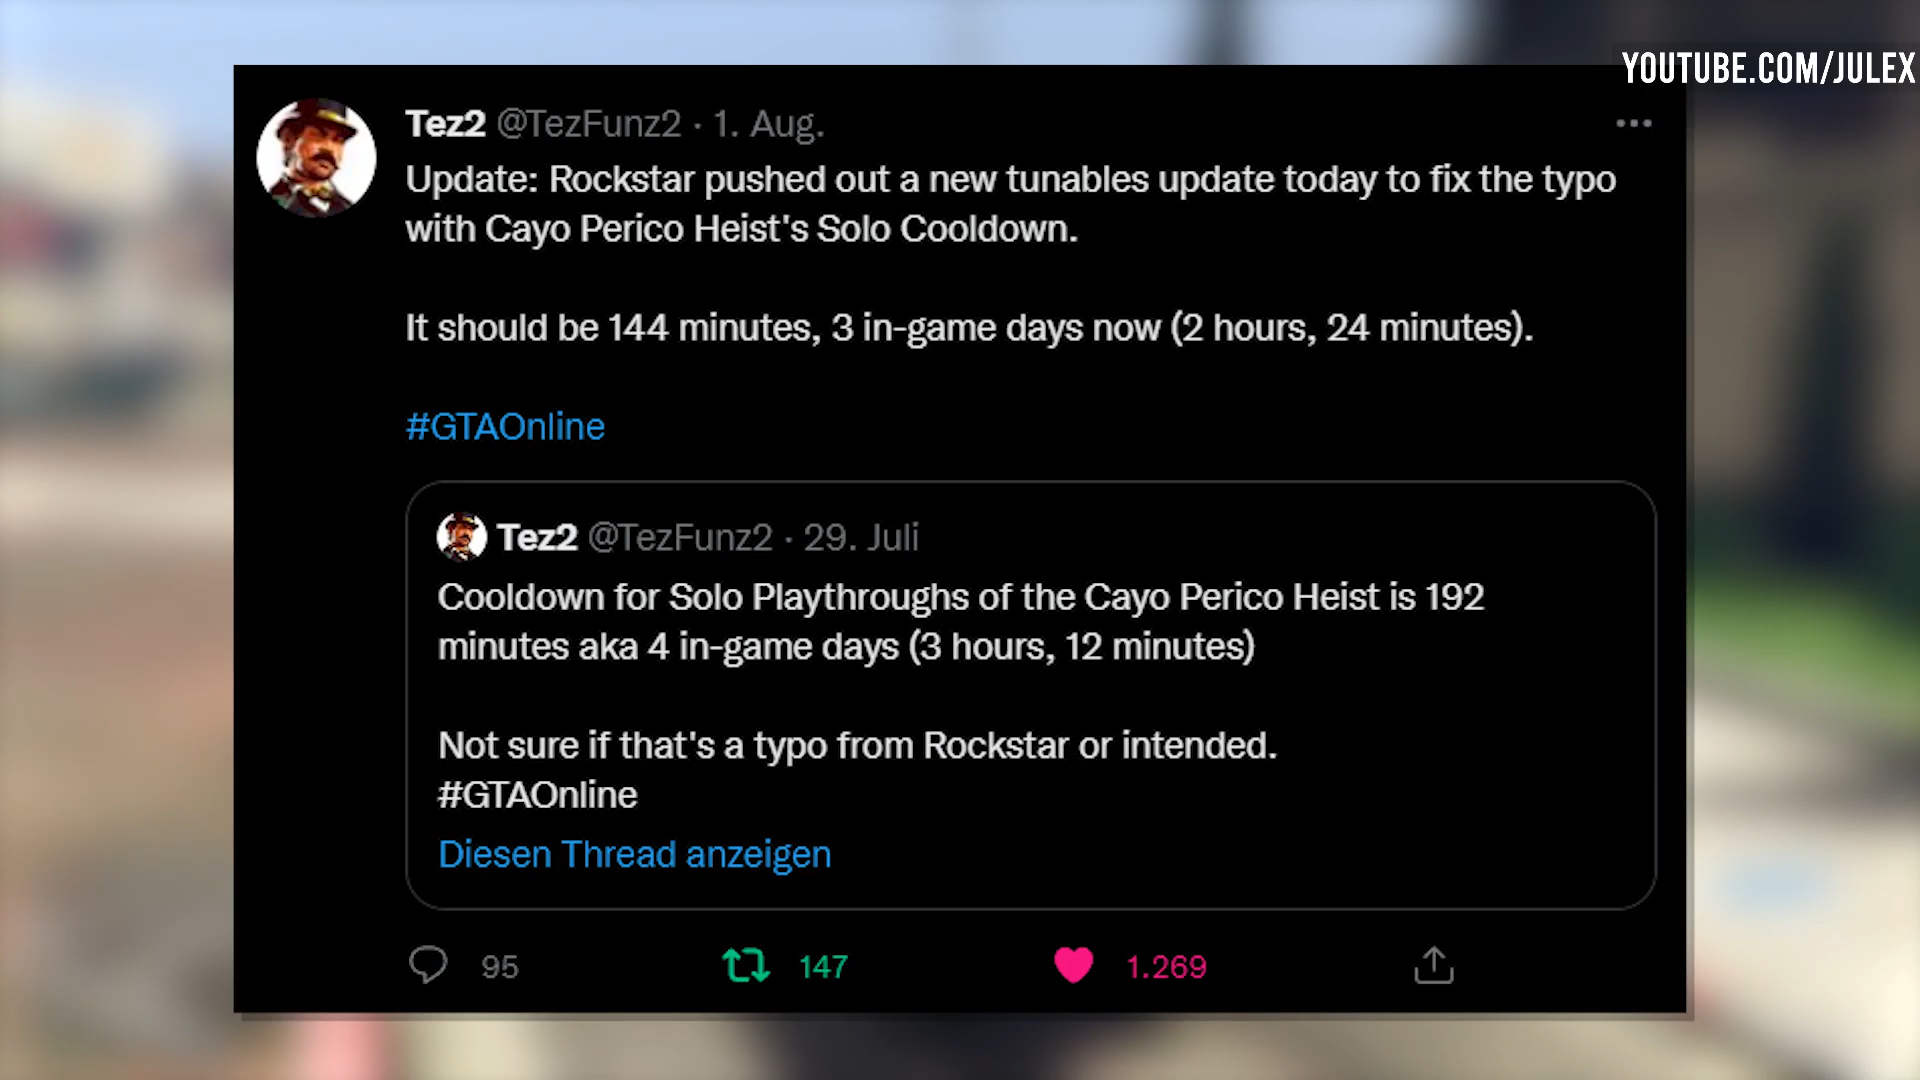 YOUTUBE.COM/JULEX
Tez2 @TezFunz2 · 1. Aug.
Update: Rockstar pushed out a new tunables update today to fix the typo
with Cayo Perico Heist's Solo Cooldown.
It should be 144 minutes, 3 in-game days now (2 hours, 24 minutes).
#GTAOnline
Tez2 @TezFunz2 · 29. Juli
Cooldown for Solo Playthroughs of the Cayo Perico Heist is 192
minutes aka 4 in-game days (3 hours, 12 minutes)
Not sure if that's a typo from Rockstar or intended.
#GTAOnline
Diesen Thread anzeigen
95 147 1.269